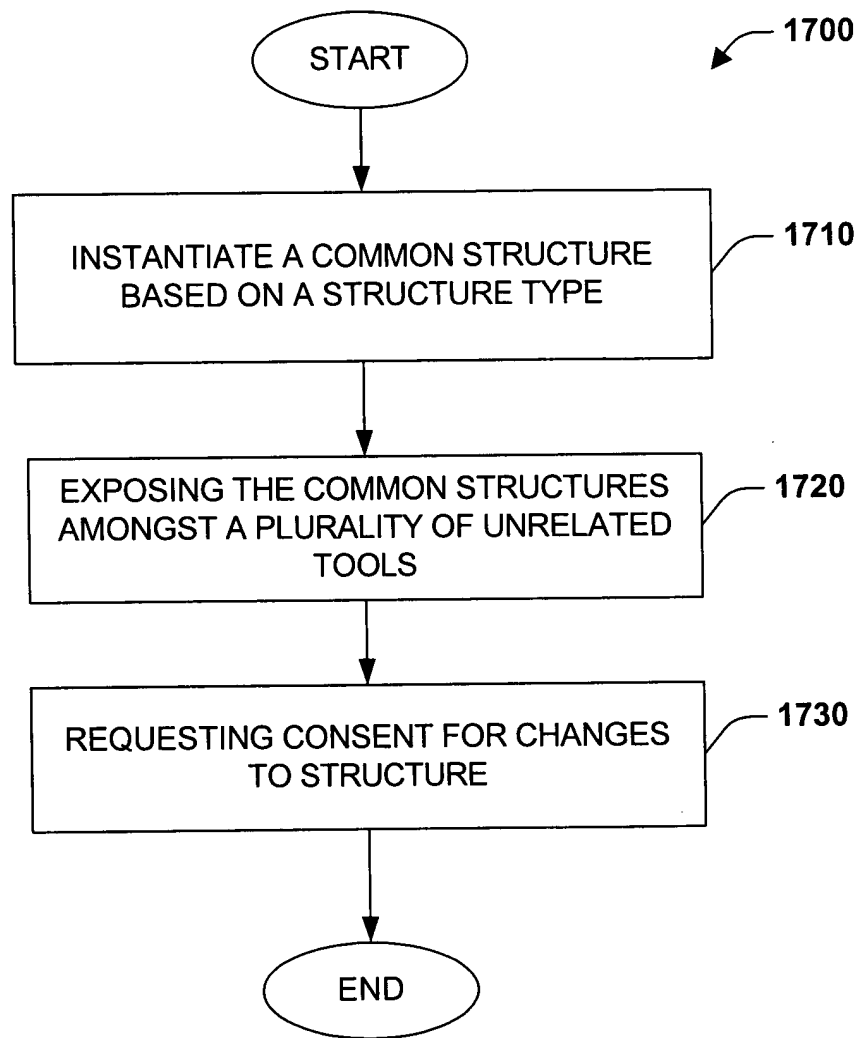 START
1700
INSTANTIATE A COMMON STRUCTURE
BASED ON A STRUCTURE TYPE
1710
EXPOSING THE COMMON STRUCTURES
AMONGST A PLURALITY OF UNRELATED
TOOLS
1720
REQUESTING CONSENT FOR CHANGES
TO STRUCTURE
1730
END